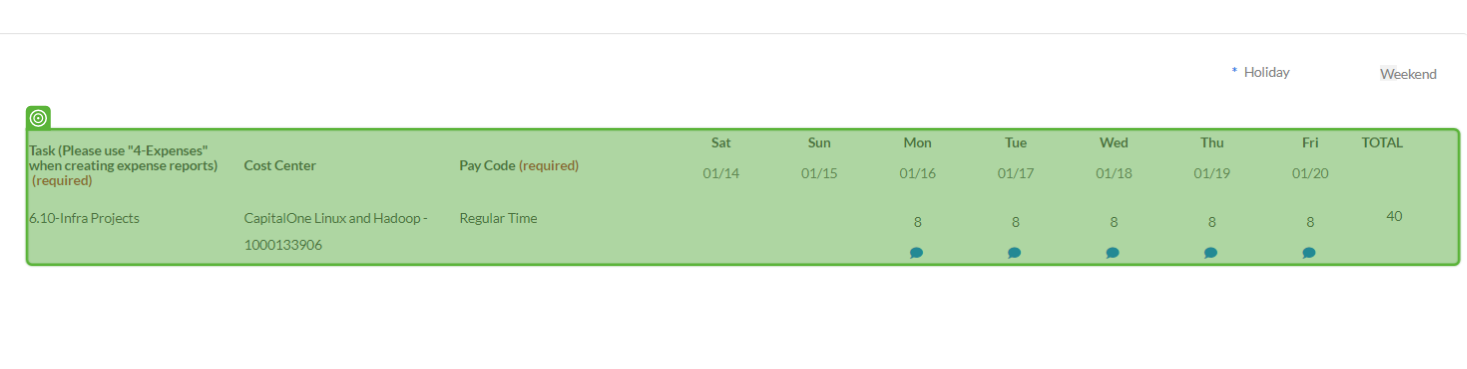 * Holiday Weekend
Sat Sun Mon Tue Wed Thu Fri TOTAL
Task (Please use "4-Expenses"
when creating expense reports) Cost Center Pay Code (required)
(required)
01/14 01/15 01/16 01/17 01/18 01/19 01/20
6.10-Infra Projects CapitalOne Linux and Hadoop - Regular Time 8 8 8 8 8 40
1000133906